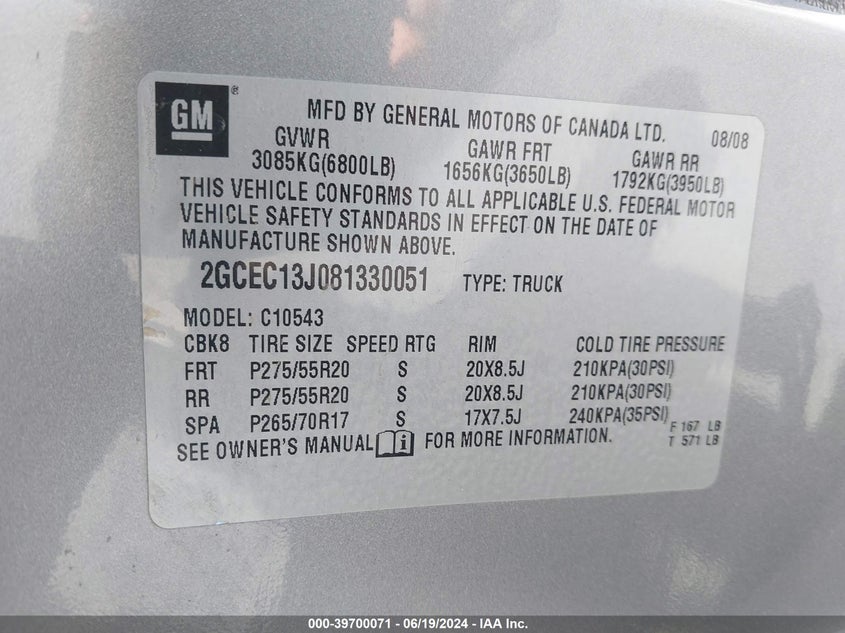 GM®
MFD BY GENERAL MOTORS OF CANADA LTD. 08/08
GVWR GAWR FRT GAWR RR
3085KG(6800LB) 1656KG(3650LB) 1792KG(3950LB)
THIS VEHICLE CONFORMS TO ALL APPLICABLE U.S. FEDERAL MOTOR
VEHICLE SAFETY STANDARDS IN EFFECT ON THE DATE OF
MANUFACTURE SHOWN ABOVE.
2GCEC13J081330051 TYPE: TRUCK
MODEL: C10543
CBK8 TIRE SIZE SPEED RTG RIM COLD TIRE PRESSURE
FRT P275/55R20 S 20X8.5J 210KPA(30PSI)
RR P275/55R20 S 20X8.5J 210KPA(30PSI)
SPA P265/70R17 S 17X7.5J 240KPA(35PSI)
F 167 LB
SEE OWNER'S MANUAL FOR MORE INFORMATION. T 571 LB
000-39700071 - 06/19/2024 - IAA Inc.